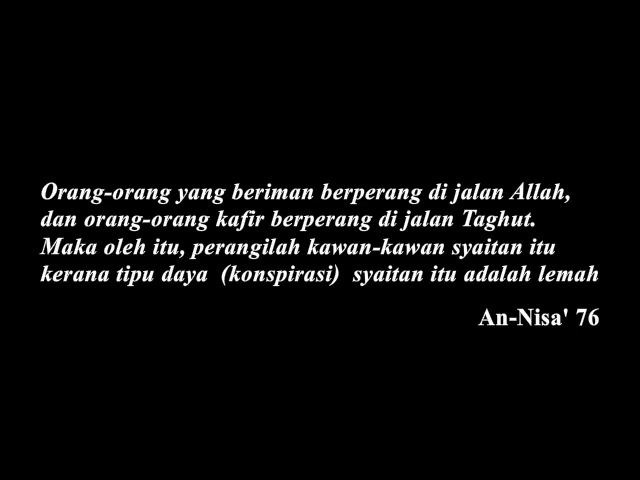 Orang-orang yang beriman berperang di jalan Allah,
dan orang-orang kafir berperang di jalan Taghut.
Maka oleh itu, perangilah kawan-kawan syaitan itu
kerana tipu daya  (konspirasi)  syaitan itu adalah lemah
An-Nisa' 76